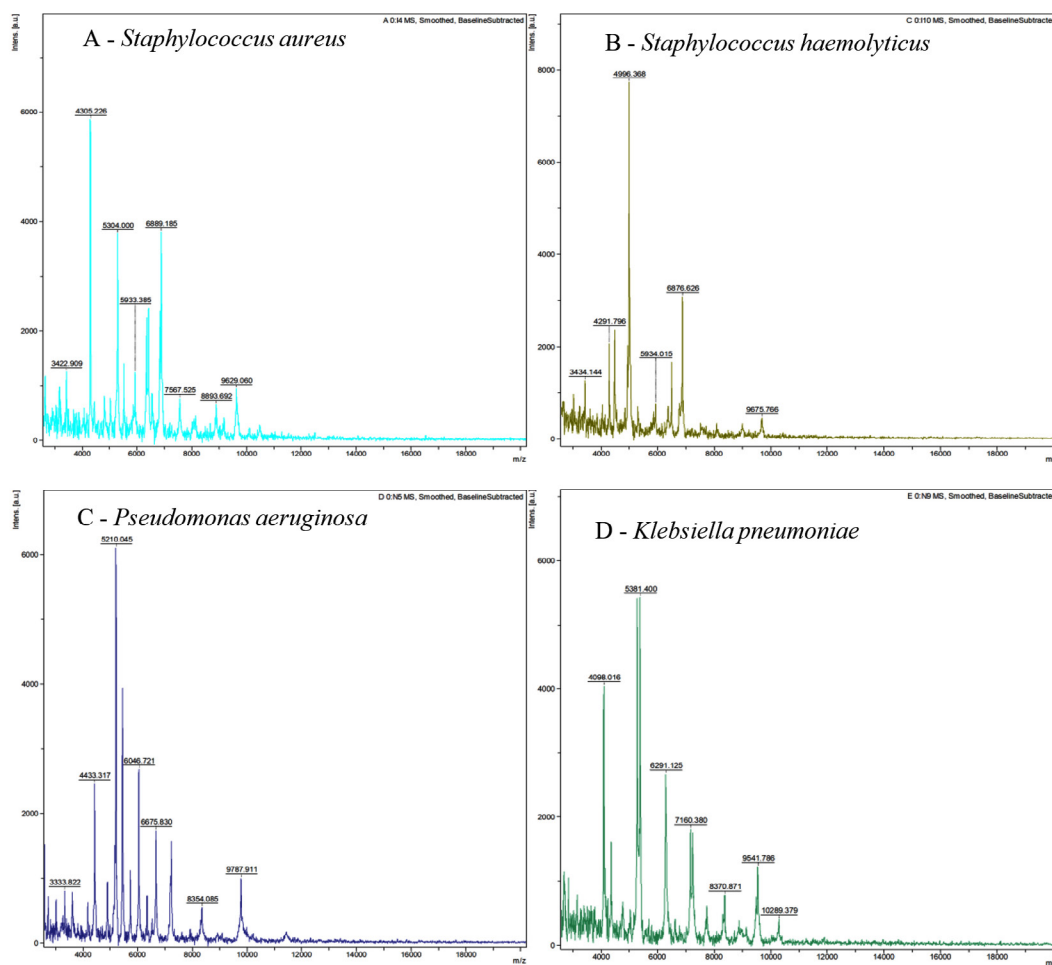 A 0:I4 MS, Smoothed, BaselineSubtracted
Intens. [a.u.]
A - Staphylococcus aureus
6000
4000
2000
0
4305.226
5304.000
6889.185
5933.385
3422.909
7567.525
8893.692
9629.060
4000 6000 8000 10000 12000 14000 16000 18000 20000
m/z
C 0:I10 MS, Smoothed, BaselineSubtracted
Intens. [a.u.]
B - Staphylococcus haemolyticus
8000
6000
4000
2000
0
4996.368
6876.626
4291.796
5934.015
3434.144
9675.766
4000 6000 8000 10000 12000 14000 16000 18000
m/z
D 0:N5 MS, Smoothed, BaselineSubtracted
Intens. [a.u.]
C - Pseudomonas aeruginosa
6000
4000
2000
0
5210.045
6046.721
4433.317
6675.830
3333.822
9787.911
8354.085
4000 6000 8000 10000 12000 14000 16000 18000 20000
m/z
E 0:N9 MS, Smoothed, BaselineSubtracted
Intens. [a.u.]
D - Klebsiella pneumoniae
6000
4000
2000
0
5381.400
4098.016
6291.125
7160.380
8370.871
9541.786
10289.379
4000 6000 8000 10000 12000 14000 16000 18000
m/z